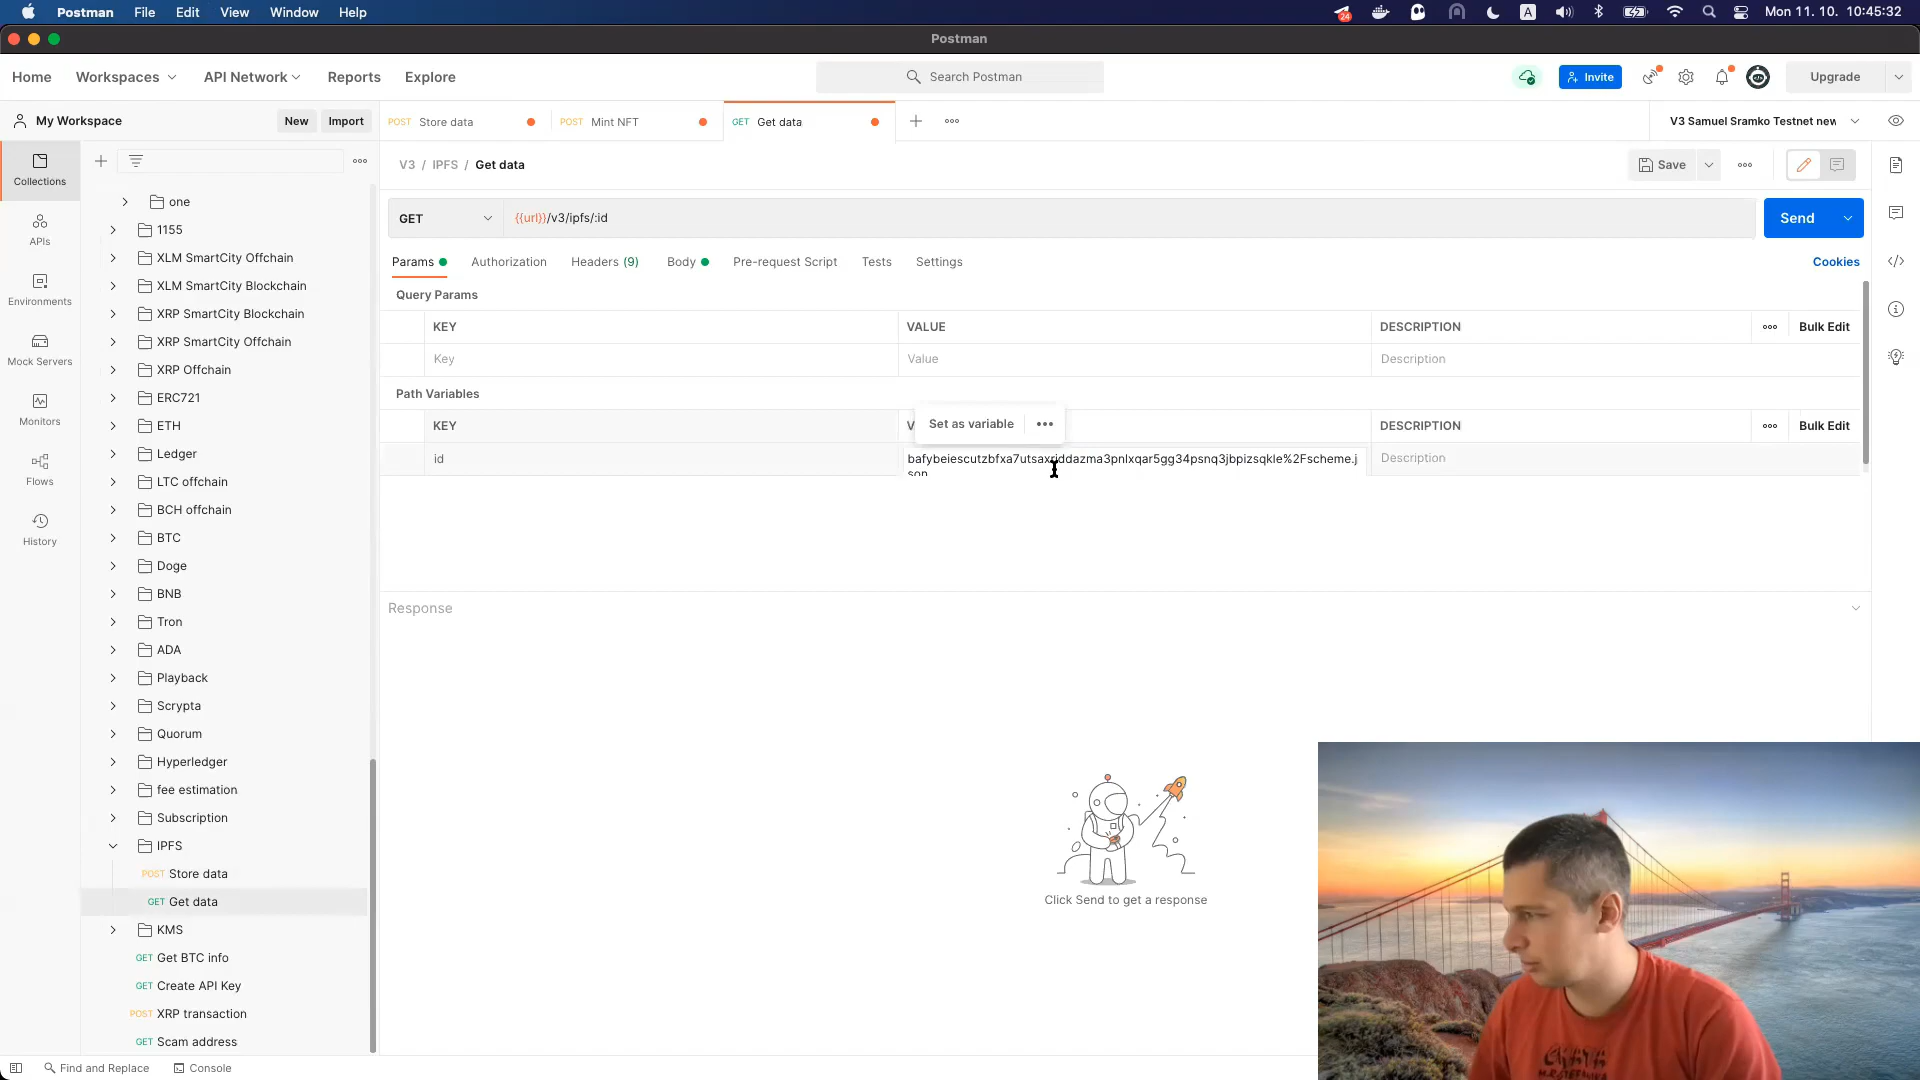 Postman File Edit View Window Help
24 A Mon 11. 10. 10:45:32
Postman
Home Workspaces API Network Reports Explore
Search Postman
Invite Upgrade
My Workspace New Import
POST Store data POST Mint NFT GET Get data
V3 Samuel Sramko Testnet new
V3 / IPFS / Get data
Save
GET {{url}}/v3/ipfs/:id Send
Params Authorization Headers (9) Body Pre-request Script Tests Settings Cookies
Query Params
KEY VALUE DESCRIPTION Bulk Edit
Key Value Description
Path Variables
KEY V DESCRIPTION Bulk Edit
Set as variable
id bafybeiescutzbfxa7utsaxriddazma3pnlxqar5gg34psnq3jbpizsqkle%2Fscheme.j
son
Description
Response
Click Send to get a response
Collections
APIs
Environments
Mock Servers
Monitors
Flows
History
one
1155
XLM SmartCity Offchain
XLM SmartCity Blockchain
XRP SmartCity Blockchain
XRP SmartCity Offchain
XRP Offchain
ERC721
ETH
Ledger
LTC offchain
BCH offchain
BTC
Doge
BNB
Tron
ADA
Playback
Scrypta
Quorum
Hyperledger
fee estimation
Subscription
IPFS
POST Store data
GET Get data
KMS
GET Get BTC info
GET Create API Key
POST XRP transaction
GET Scam address
Find and Replace Console